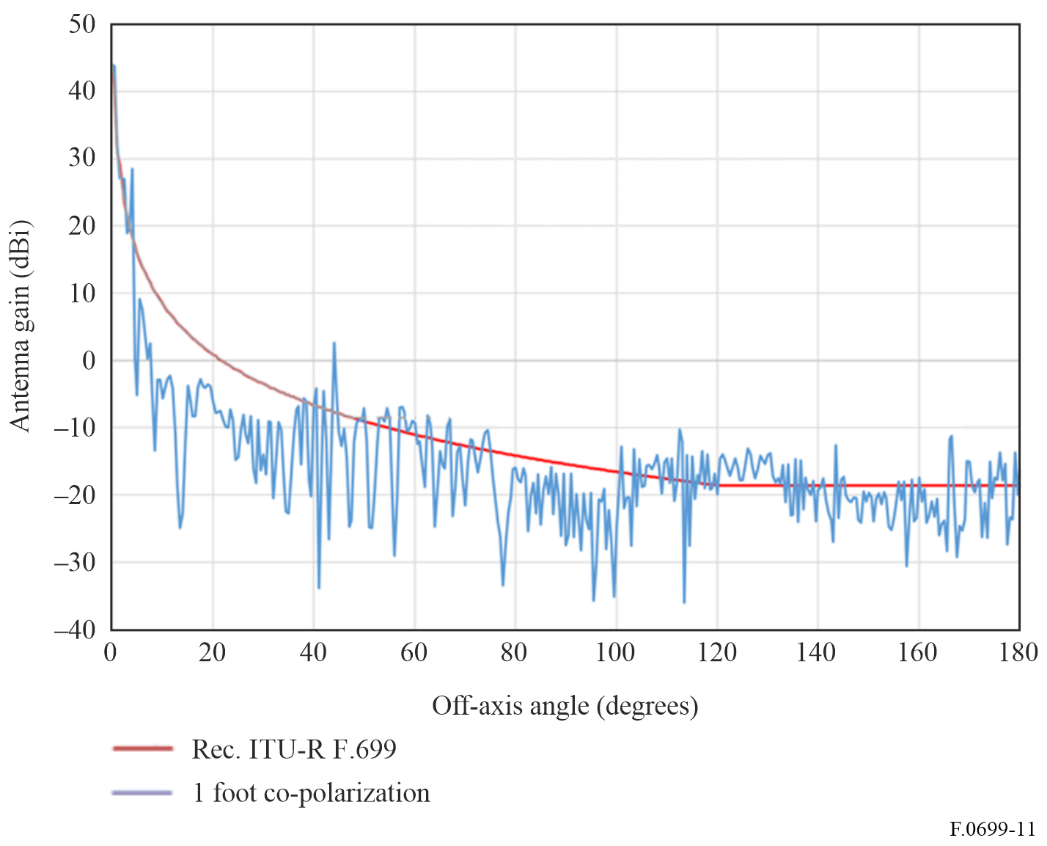 50
40
30
20
10
0
–10
–20
–30
–40
Antenna gain (dBi)
0 20 40 60 80 100 120 140 160 180
Off-axis angle (degrees)
Rec. ITU-R F.699
1 foot co-polarization
F.0699-11